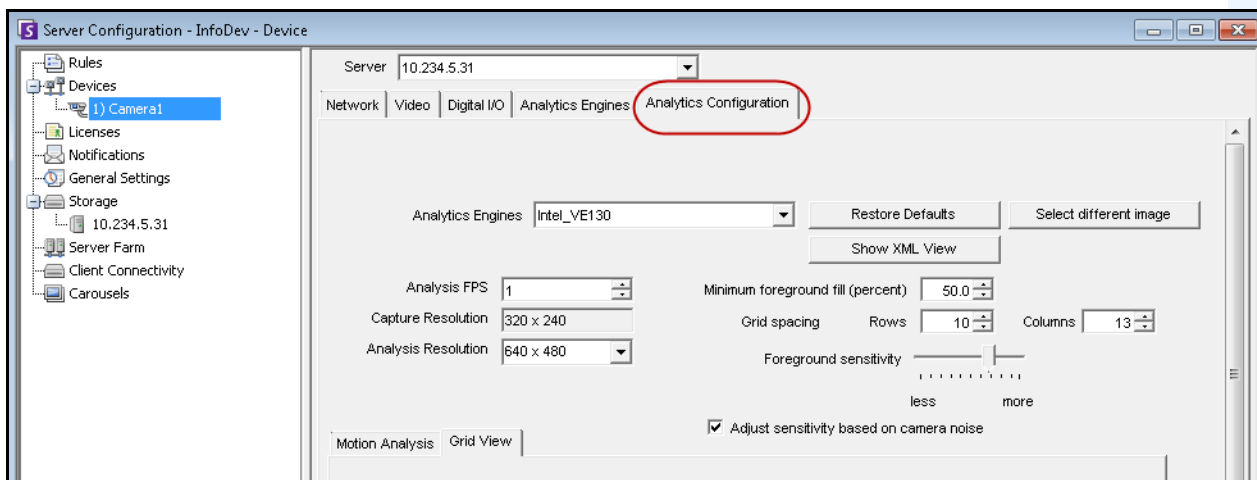 Server Configuration - InfoDev - Device
Rules
Devices
1) Camera1
Licenses
Notifications
General Settings
Storage
10.234.5.31
Server Farm
Client Connectivity
Carousels
Server 10.234.5.31
Network Video Digital I/O Analytics Engines Analytics Configuration
Analytics Engines Intel_VE130 Restore Defaults Select different image
Show XML View
Analysis FPS 1 Minimum foreground fill (percent) 50.0
Capture Resolution 320 x 240 Grid spacing Rows 10 Columns 13
Analysis Resolution 640 x 480 Foreground sensitivity
less more
Adjust sensitivity based on camera noise
Motion Analysis Grid View